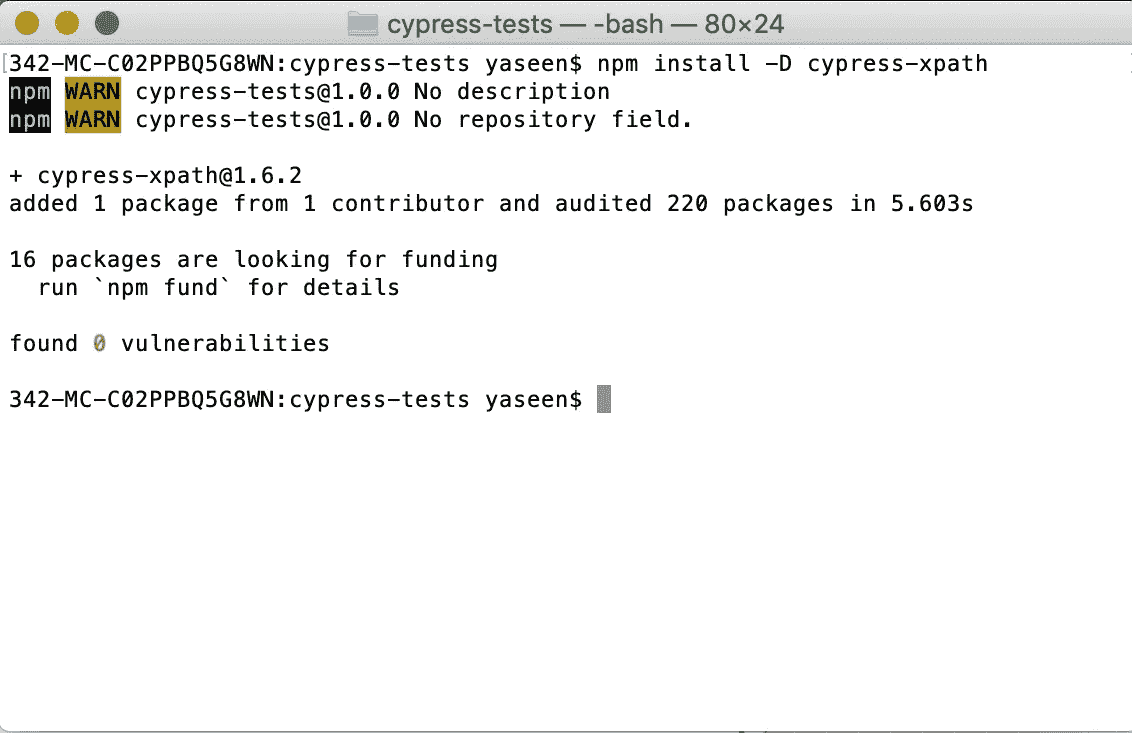 cypress-tests — -bash — 80×24
342-MC-C02PPBQ5G8WN:cypress-tests yaseen$ npm install -D cypress-xpath
npm WARN cypress-tests@1.0.0 No description
npm WARN cypress-tests@1.0.0 No repository field.
+ cypress-xpath@1.6.2
added 1 package from 1 contributor and audited 220 packages in 5.603s
16 packages are looking for funding
run `npm fund` for details
found 0 vulnerabilities
342-MC-C02PPBQ5G8WN:cypress-tests yaseen$